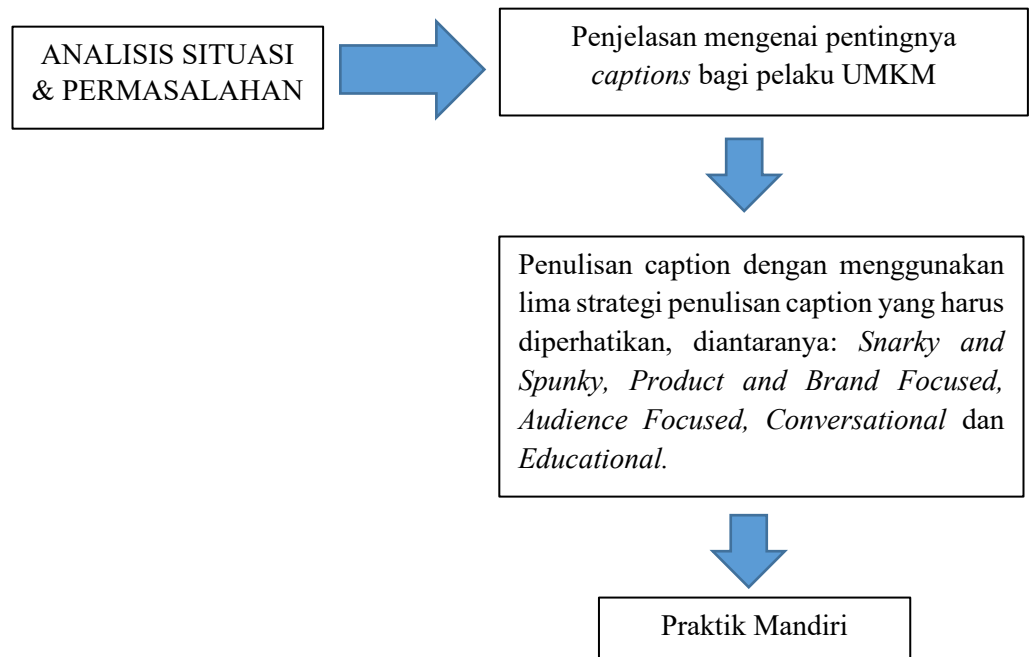 ANALISIS SITUASI
& PERMASALAHAN
Penjelasan mengenai pentingnya
captions bagi pelaku UMKM
Penulisan caption dengan menggunakan
lima strategi penulisan caption yang harus
diperhatikan, diantaranya: Snarky and
Spunky, Product and Brand Focused,
Audience Focused, Conversational dan
Educational.
Praktik Mandiri